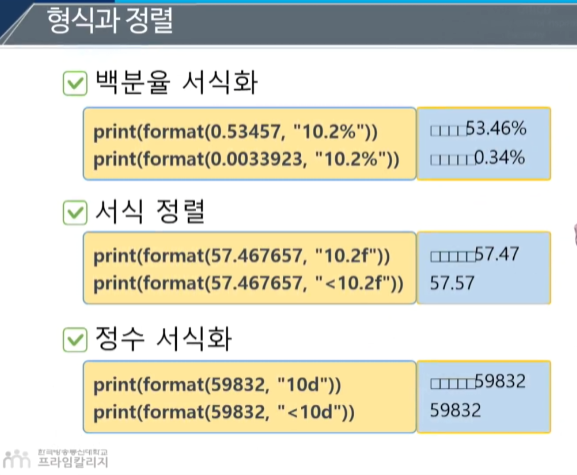 형식과 정렬
백분율 서식화
print(format(0.53457, "10.2%"))
□□□□53.46%
print(format(0.0033923, "10.2%"))
□□□□□0.34%
서식 정렬
print(format(57.467657, "10.2f"))
□□□□□57.47
print(format(57.467657, "<10.2f"))
57.57
정수 서식화
print(format(59832, "10d"))
□□□□□59832
print(format(59832, "<10d"))
59832
한국방송통신대학교
프라임칼리지